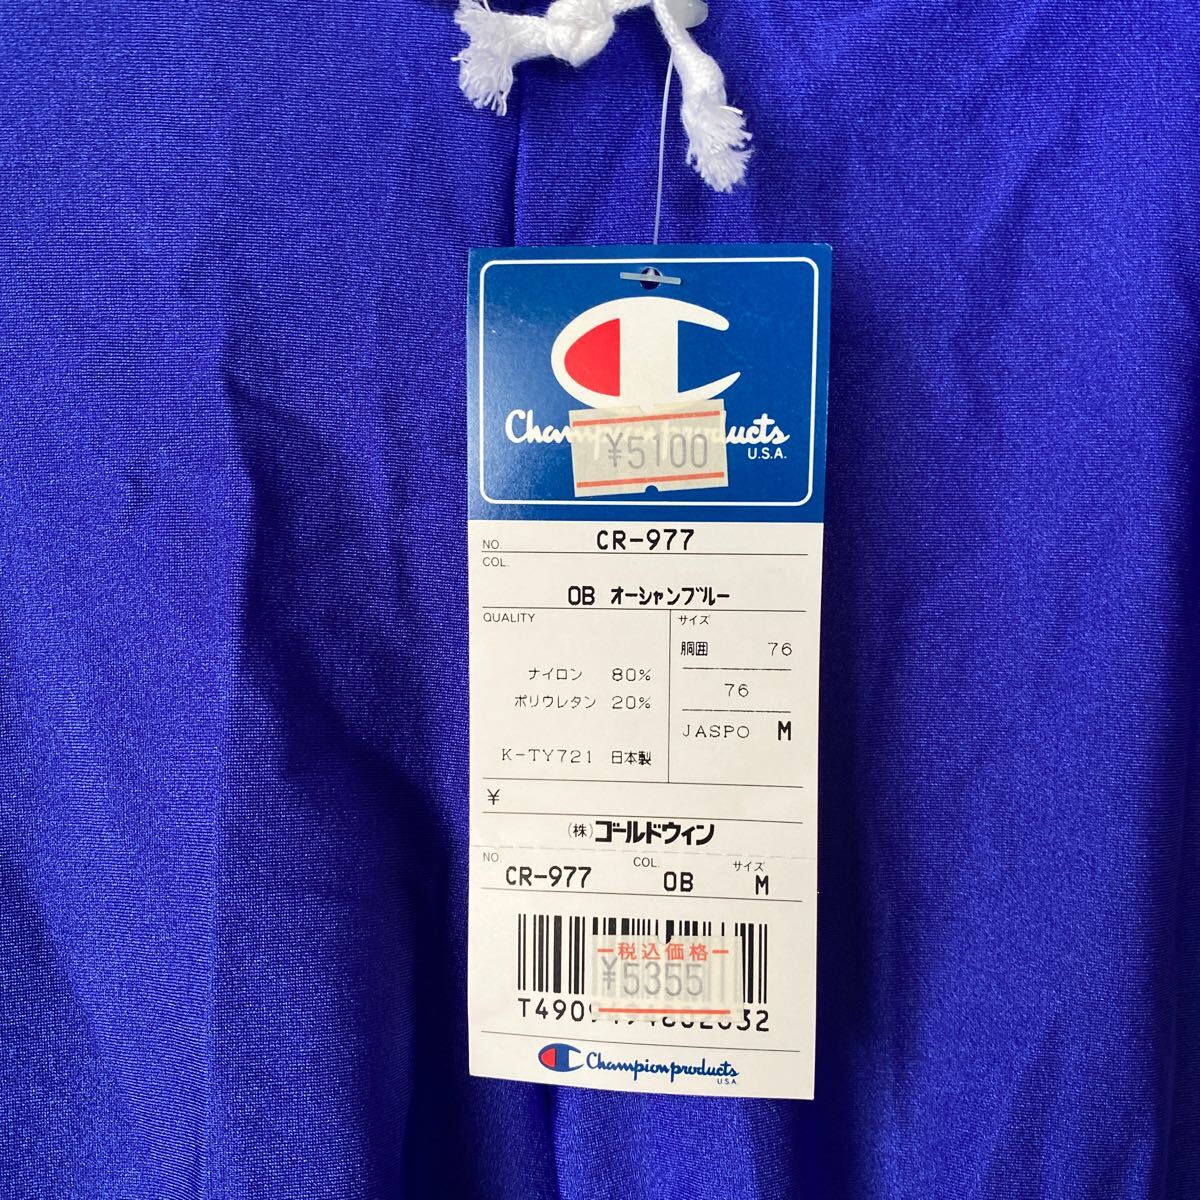 Champion products
U.S.A.
¥5100
NO. CR-977
COL.
OB オーシャンブルー
QUALITY
ナイロン 80%
ポリウレタン 20%
K-TY721 日本製
サイズ
胴囲 76
76
JASPO M
¥
(株)ゴールドウィン
NO. COL. サイズ
CR-977 OB M
税込価格
¥5355
Champion products
U.S.A.